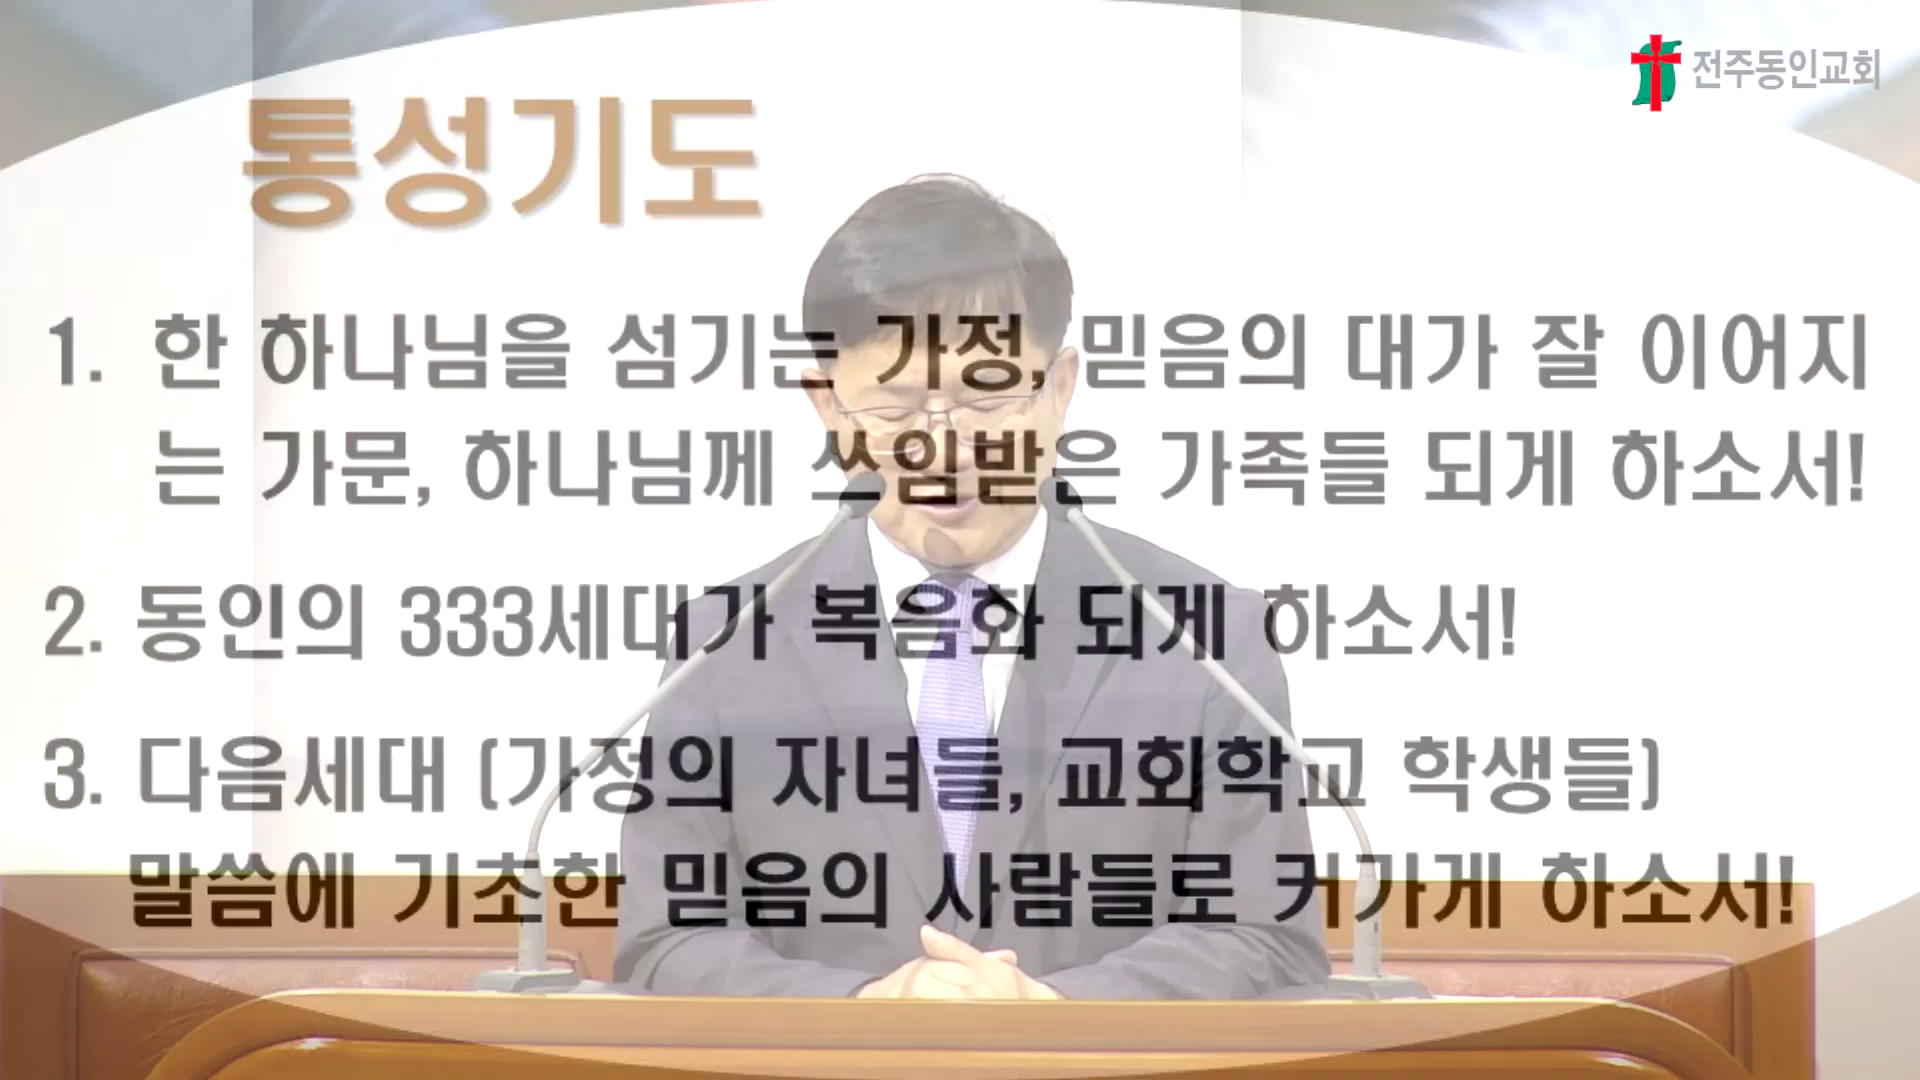 전주동인교회
통성기도
1. 한 하나님을 섬기는 가정, 믿음의 대가 잘 이어지
는 가문, 하나님께 쓰임받은 가족들 되게 하소서!
2. 동인의 333세대가 복음화 되게 하소서!
3. 다음세대 (가정의 자녀들, 교회학교 학생들)
말씀에 기초한 믿음의 사람들로 커가게 하소서!